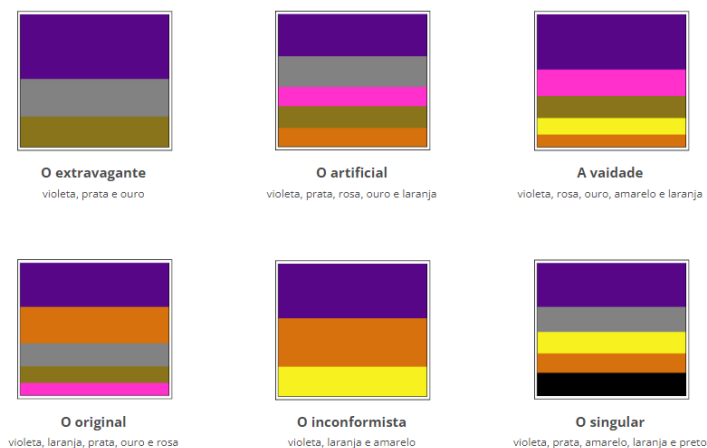 O extravagante
violeta, prata e ouro
O artificial
violeta, prata, rosa, ouro e laranja
A vaidade
violeta, rosa, ouro, amarelo e laranja
O original
violeta, laranja, prata, ouro e rosa
O inconformista
violeta, laranja e amarelo
O singular
violeta, prata, amarelo, laranja e preto